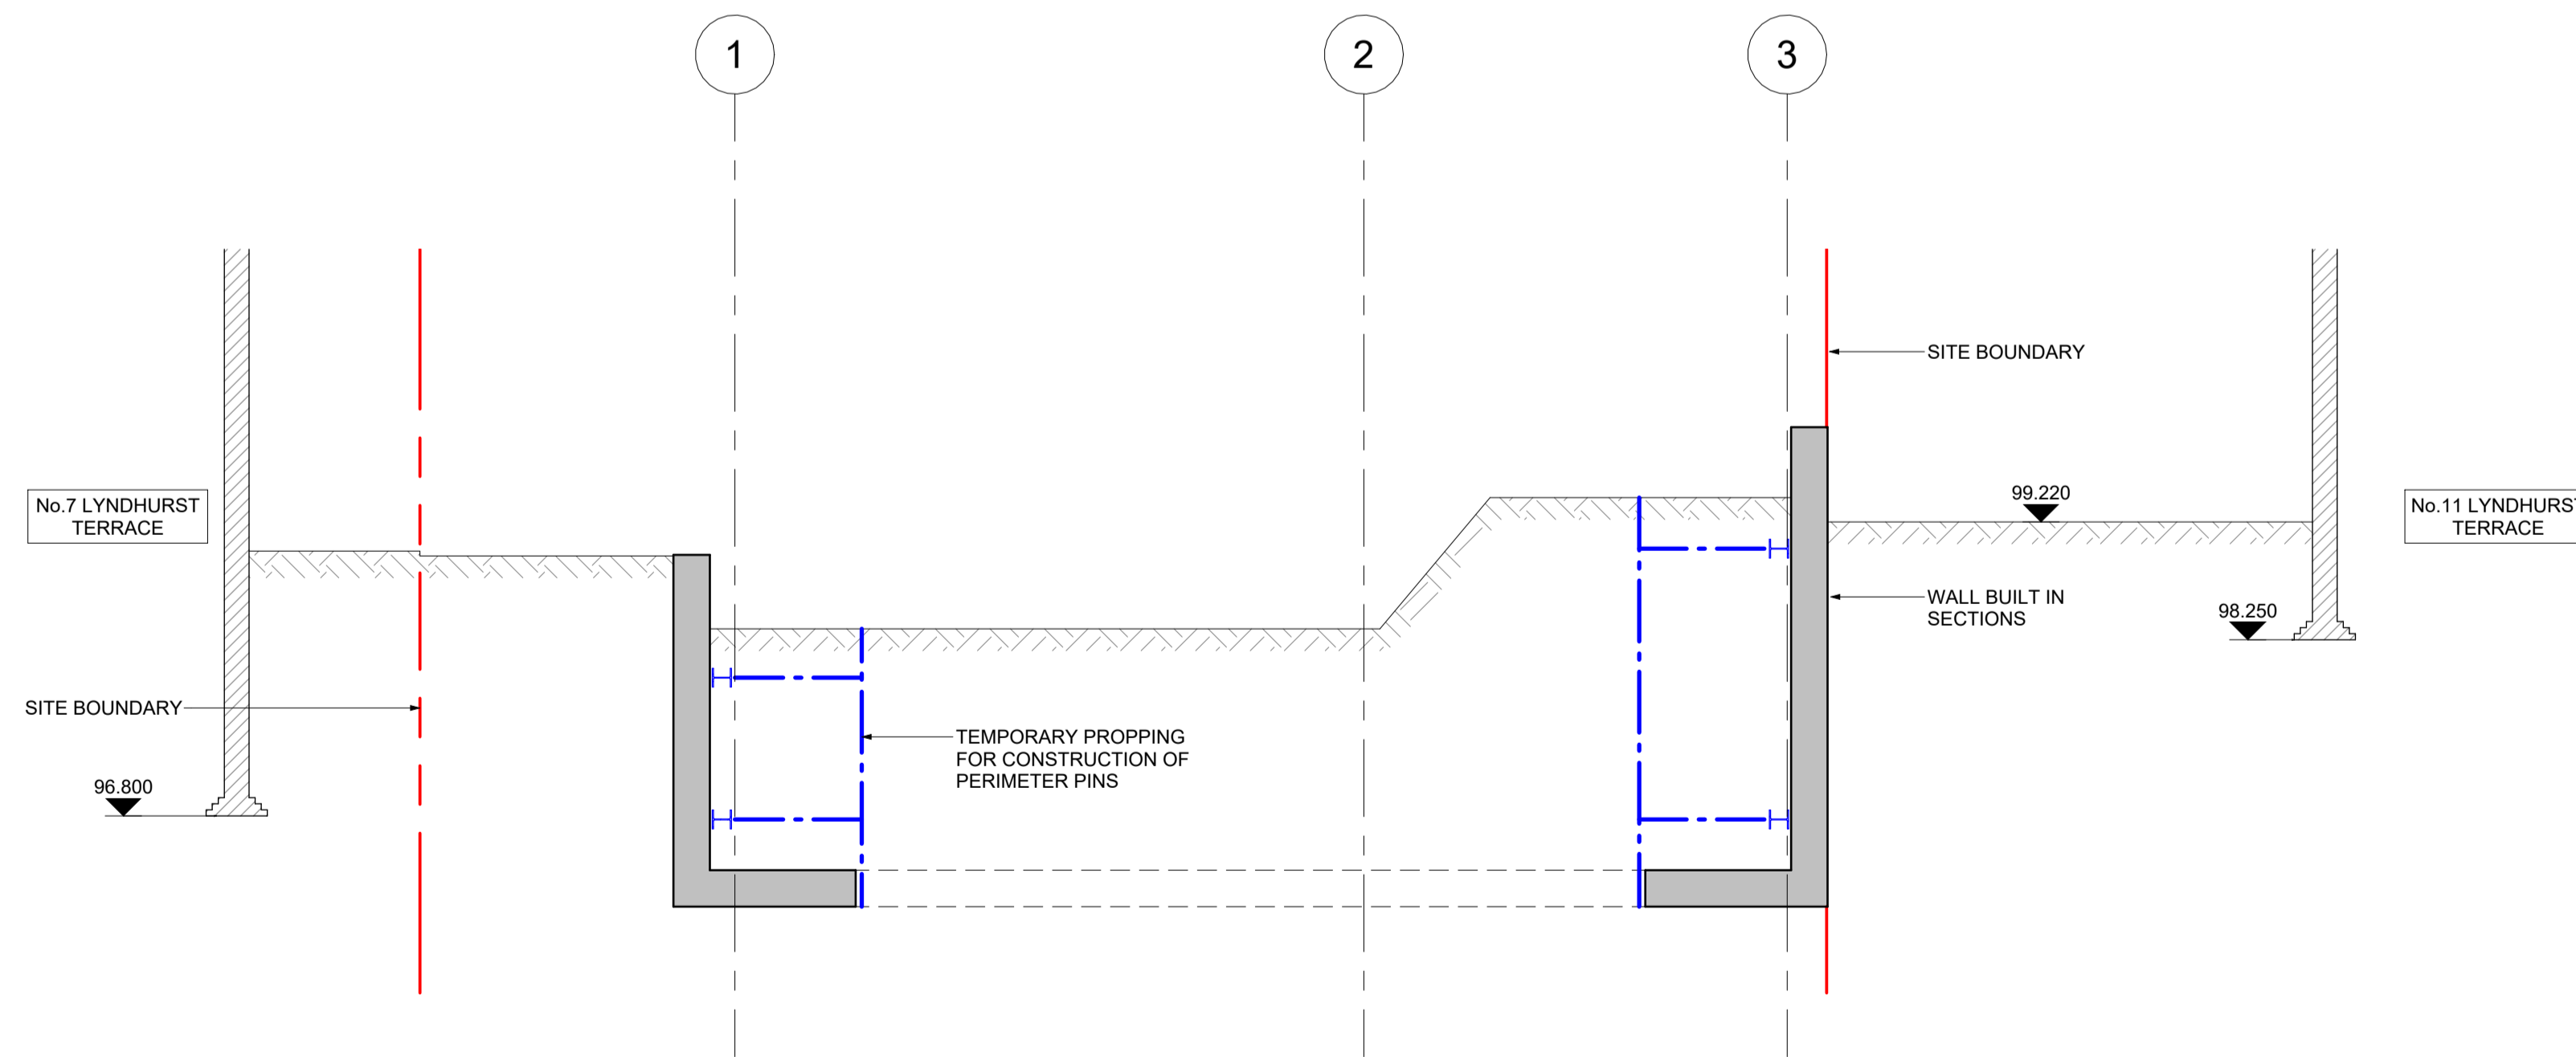 1
2
3
SITE BOUNDARY
No.7 LYNDHURST
TERRACE
99.220
No.11 LYNDHURST
TERRACE
WALL BUILT IN
SECTIONS
98.250
SITE BOUNDARY
TEMPORARY PROPPING
FOR CONSTRUCTION OF
PERIMETER PINS
96.800